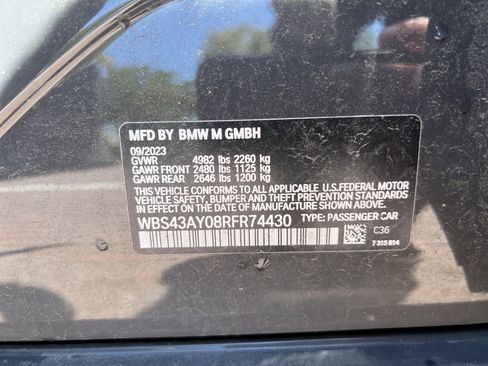 MFD BY BMW M GMBH
09/2023
GVWR 4982 lbs 2260 kg
GAWR FRONT 2480 lbs 1125 kg
GAWR REAR 2646 lbs 1200 kg
THIS VEHICLE CONFORMS TO ALL APPLICABLE U.S.FEDERAL MOTOR
VEHICLE SAFETY, BUMPER, AND THEFT PREVENTION STANDARDS
IN EFFECT ON THE DATE OF MANUFACTURE SHOWN ABOVE.
WBS43AY08RFR74430 TYPE: PASSENGER CAR
C36
7 315 814